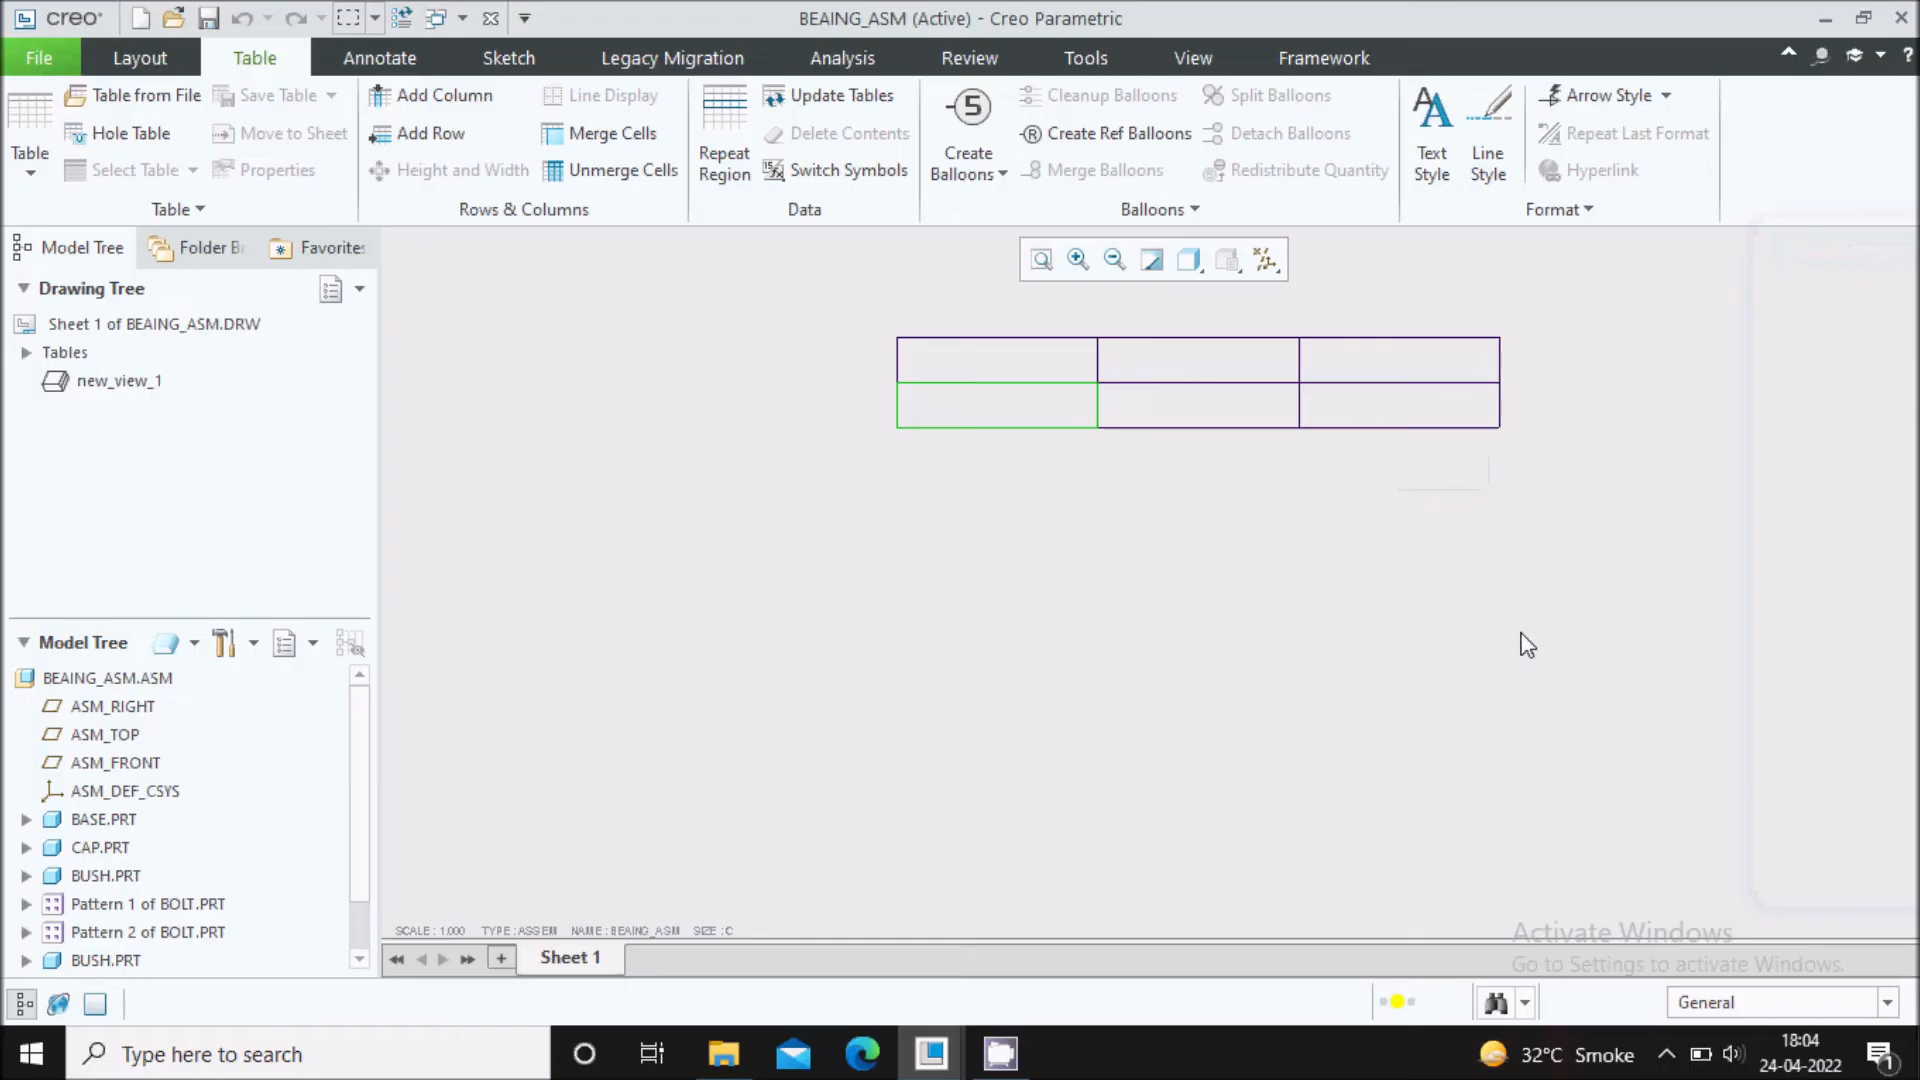 creo
BEAING_ASM (Active) - Creo Parametric
File Layout Table Annotate Sketch Legacy Migration Analysis Review Tools View Framework
Table from File Save Table Add Column Line Display Update Tables Cleanup Balloons Split Balloons Arrow Style
Hole Table Move to Sheet Add Row Merge Cells Delete Contents Create Ref Balloons Detach Balloons Repeat Last Format
Table Select Table Properties Height and Width Unmerge Cells Repeat Region Switch Symbols Create Balloons Merge Balloons Redistribute Quantity Text Style Line Style Hyperlink
Table Rows & Columns Data Balloons Format
Model Tree Folder B Favorites
Drawing Tree
Sheet 1 of BEAING_ASM.DRW
Tables
new_view_1
Model Tree
BEAING_ASM.ASM
ASM_RIGHT
ASM_TOP
ASM_FRONT
ASM_DEF_CSYS
BASE.PRT
CAP.PRT
BUSH.PRT
Pattern 1 of BOLT.PRT
Pattern 2 of BOLT.PRT
BUSH.PRT
SCALE : 1.000 TYPE : ASSEM NAME : BEAING_ASM SIZE : C
Sheet 1
Activate Windows
Go to Settings to activate Windows.
General
Type here to search
32°C Smoke
18:04
24-04-2022
1